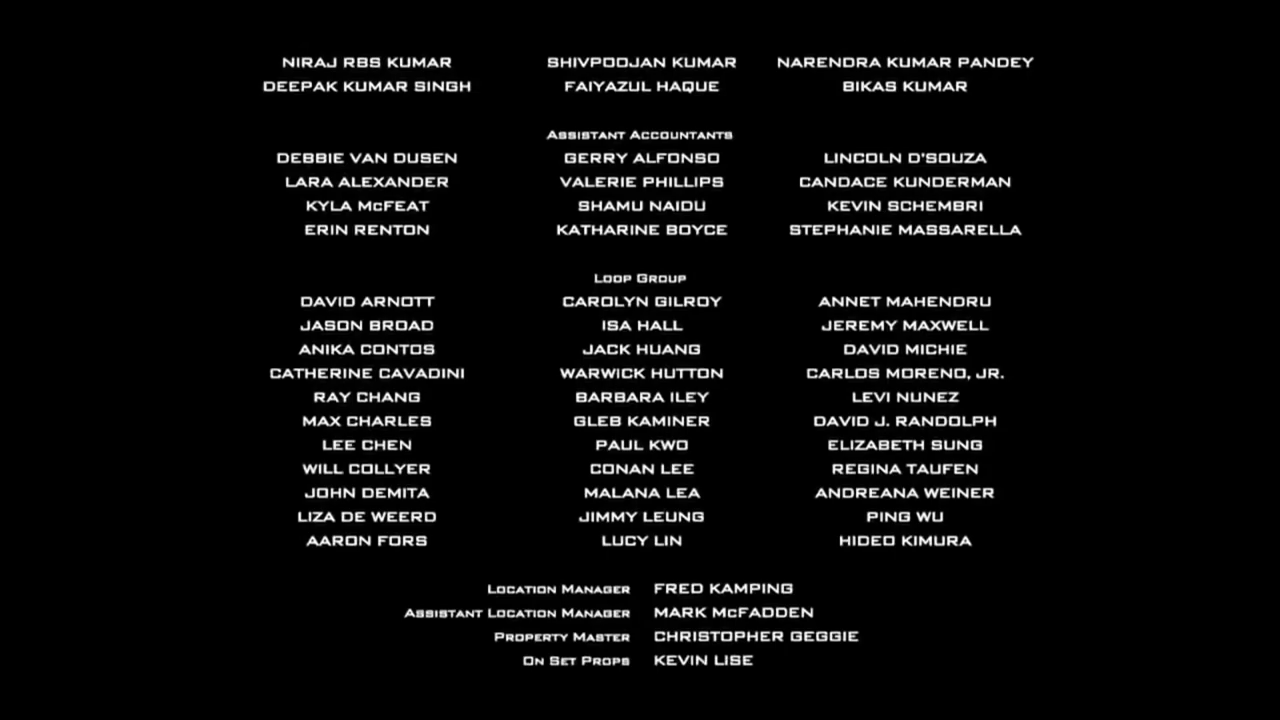 NIRAJ RBS KUMAR SHIVPOOJAN KUMAR NARENDRA KUMAR PANDEY
DEEPAK KUMAR SINGH FAIYAZUL HAQUE BIKAS KUMAR
Assistant Accountants
DEBBIE VAN DUSEN GERRY ALFONSO LINCOLN D'SOUZA
LARA ALEXANDER VALERIE PHILLIPS CANDACE KUNDERMAN
KYLA McFEAT SHAMU NAIDU KEVIN SCHEMBRI
ERIN RENTON KATHARINE BOYCE STEPHANIE MASSARELLA
Loop Group
DAVID ARNOTT CAROLYN GILROY ANNET MAHENDRU
JASON BROAD ISA HALL JEREMY MAXWELL
ANIKA CONTOS JACK HUANG DAVID MICHIE
CATHERINE CAVADINI WARWICK HUTTON CARLOS MORENO, JR.
RAY CHANG BARBARA ILEY LEVI NUNEZ
MAX CHARLES GLEB KAMINER DAVID J. RANDOLPH
LEE CHEN PAUL KWO ELIZABETH SUNG
WILL COLLYER CONAN LEE REGINA TAUFEN
JOHN DEMITA MALANA LEA ANDREANA WEINER
LIZA DE WEERD JIMMY LEUNG PING WU
AARON FORS LUCY LIN HIDEO KIMURA
Location Manager FRED KAMPING
Assistant Location Manager MARK McFADDEN
Property Master CHRISTOPHER GEGGIE
On Set Props KEVIN LISE